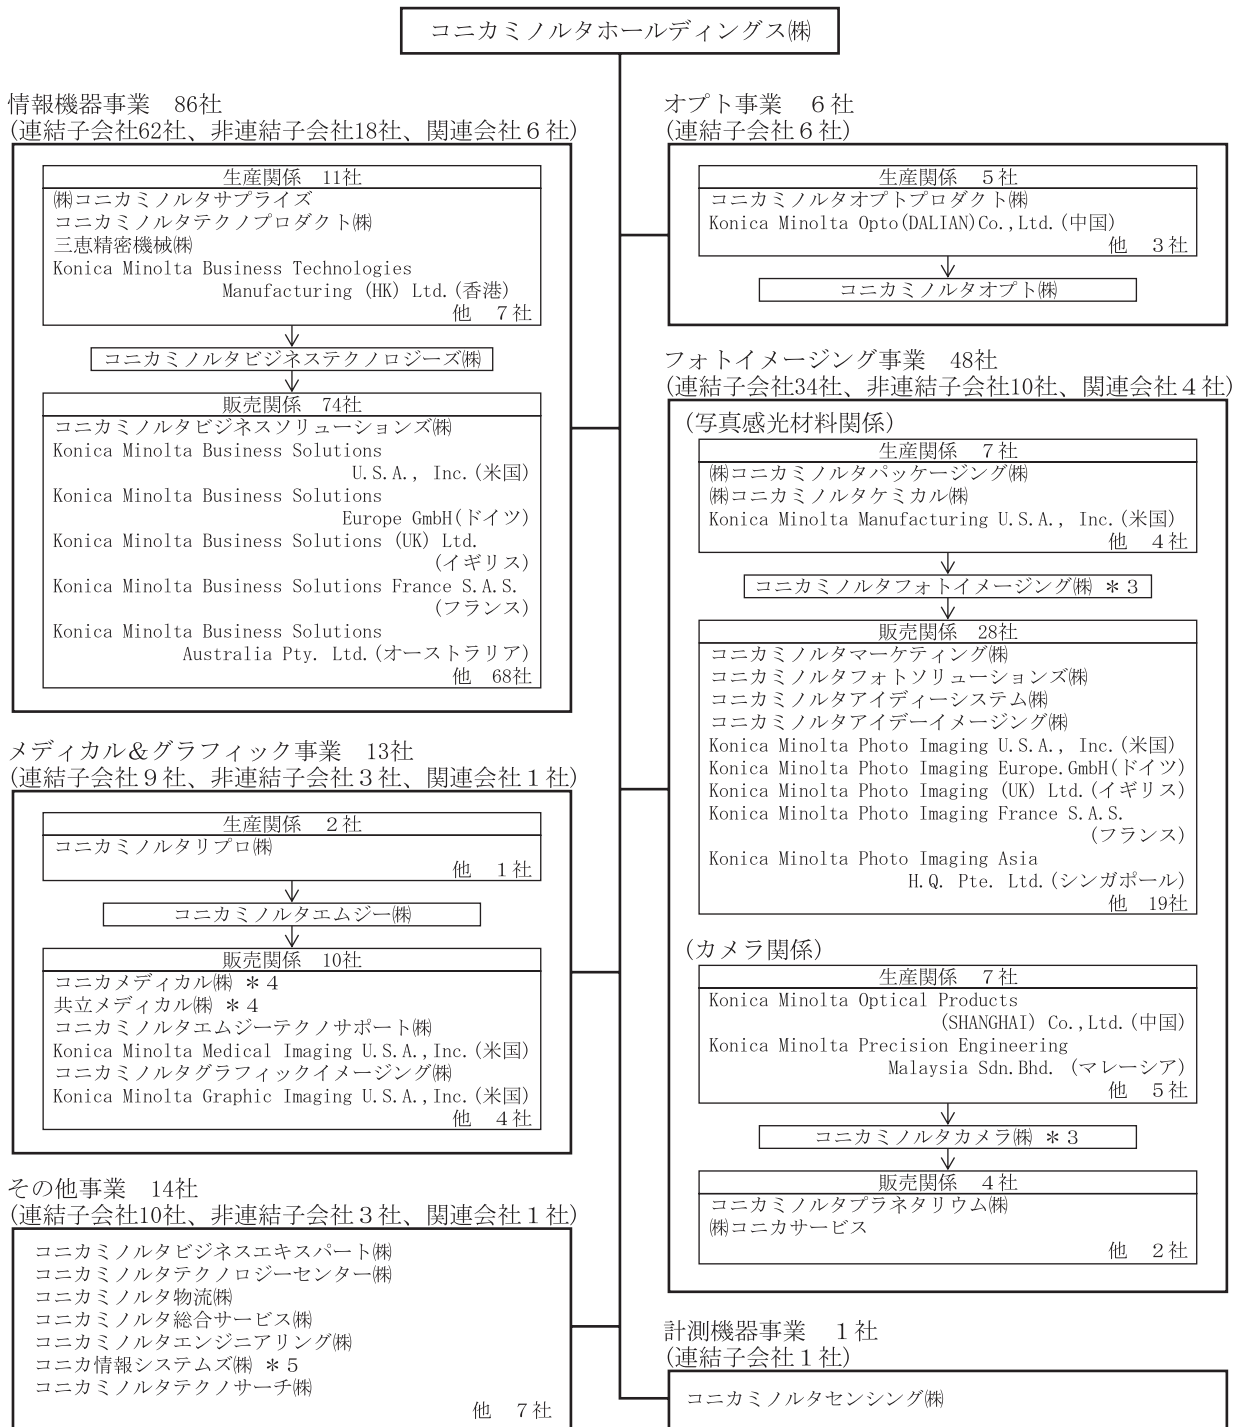 コニカミノルタホールディングス㈱
情報機器事業　86社
(連結子会社62社、非連結子会社18社、関連会社６社)
生産関係　11社
㈱コニカミノルタサプライズ
コニカミノルタテクノプロダクト㈱
三恵精密機械㈱
Konica Minolta Business Technologies
Manufacturing (HK) Ltd.(香港)
他　７社
コニカミノルタビジネステクノロジーズ㈱
販売関係　74社
コニカミノルタビジネスソリューションズ㈱
Konica Minolta Business Solutions
U.S.A., Inc.(米国)
Konica Minolta Business Solutions
Europe GmbH(ドイツ)
Konica Minolta Business Solutions (UK) Ltd.
(イギリス)
Konica Minolta Business Solutions France S.A.S.
(フランス)
Konica Minolta Business Solutions
Australia Pty. Ltd.(オーストラリア)
他　68社
メディカル＆グラフィック事業　13社
(連結子会社９社、非連結子会社３社、関連会社１社)
生産関係　２社
コニカミノルタリプロ㈱
他　１社
コニカミノルタエムジー㈱
販売関係　10社
コニカメディカル㈱ ＊４
共立メディカル㈱ ＊４
コニカミノルタエムジーテクノサポート㈱
Konica Minolta Medical Imaging U.S.A.,Inc.(米国)
コニカミノルタグラフィックイメージング㈱
Konica Minolta Graphic Imaging U.S.A.,Inc.(米国)
他　４社
その他事業　14社
(連結子会社10社、非連結子会社３社、関連会社１社)
コニカミノルタビジネスエキスパート㈱
コニカミノルタテクノロジーセンター㈱
コニカミノルタ物流㈱
コニカミノルタ総合サービス㈱
コニカミノルタエンジニアリング㈱
コニカ情報システムズ㈱ ＊５
コニカミノルタテクノサーチ㈱
他　７社
オプト事業　６社
(連結子会社６社)
生産関係　５社
コニカミノルタオプトプロダクト㈱
Konica Minolta Opto(DALIAN)Co.,Ltd.(中国)
他　３社
コニカミノルタオプト㈱
フォトイメージング事業　48社
(連結子会社34社、非連結子会社10社、関連会社４社)
(写真感光材料関係)
生産関係　７社
㈱コニカミノルタパッケージング㈱
㈱コニカミノルタケミカル㈱
Konica Minolta Manufacturing U.S.A., Inc.(米国)
他　４社
コニカミノルタフォトイメージング㈱ ＊３
販売関係　28社
コニカミノルタマーケティング㈱
コニカミノルタフォトソリューションズ㈱
コニカミノルタアイディーシステム㈱
コニカミノルタアイデーイメージング㈱
Konica Minolta Photo Imaging U.S.A., Inc.(米国)
Konica Minolta Photo Imaging Europe.GmbH(ドイツ)
Konica Minolta Photo Imaging (UK) Ltd.(イギリス)
Konica Minolta Photo Imaging France S.A.S.
(フランス)
Konica Minolta Photo Imaging Asia
H.Q. Pte. Ltd.(シンガポール)
他　19社
(カメラ関係)
生産関係　７社
Konica Minolta Optical Products
(SHANGHAI) Co.,Ltd.(中国)
Konica Minolta Precision Engineering
Malaysia Sdn.Bhd. (マレーシア)
他　５社
コニカミノルタカメラ㈱ ＊３
販売関係　４社
コニカミノルタプラネタリウム㈱
㈱コニカサービス
他　２社
計測機器事業　１社
(連結子会社１社)
コニカミノルタセンシング㈱